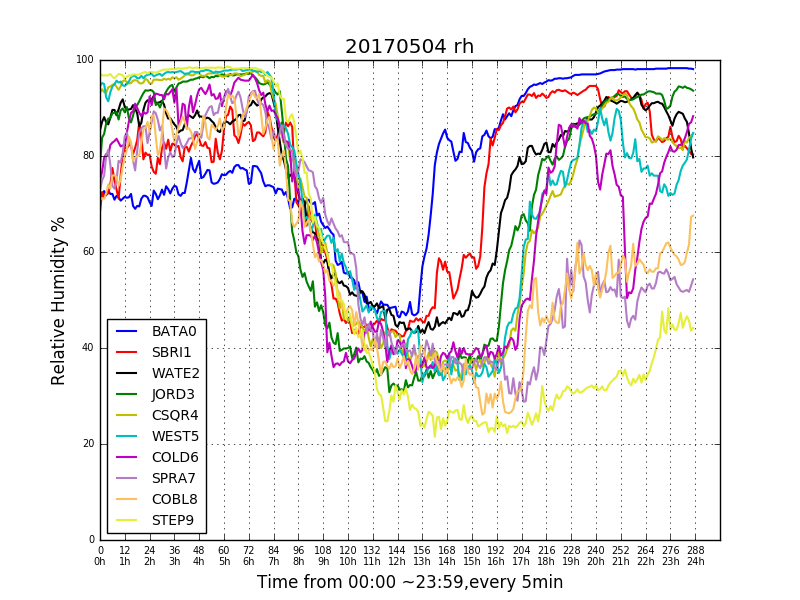 20170504 rh
100
80
60
40
20
0
Relative Humidity %
BATA0
SBRI1
WATE2
JORD3
CSQR4
WEST5
COLD6
SPRA7
COBL8
STEP9
0 12 24 36 48 60 72 84 96 108 120 132 144 156 168 180 192 204 216 228 240 252 264 276 288
0h 1h 2h 3h 4h 5h 6h 7h 8h 9h 10h 11h 12h 13h 14h 15h 16h 17h 18h 19h 20h 21h 22h 23h 24h
Time from 00:00 ~23:59,every 5min